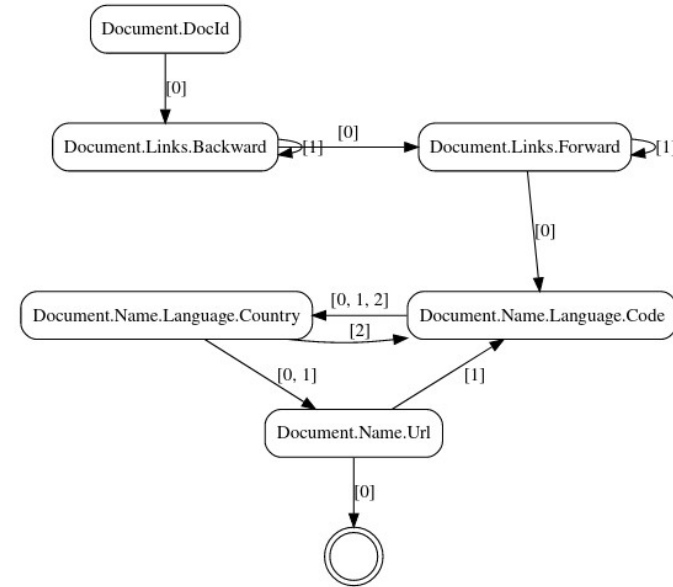 Document.DocId
[0]
Document.Links.Backward
[1]
[0]
Document.Links.Forward
[1]
[0]
Document.Name.Language.Country
[0, 1, 2]
[2]
Document.Name.Language.Code
[0, 1]
[1]
Document.Name.Url
[0]